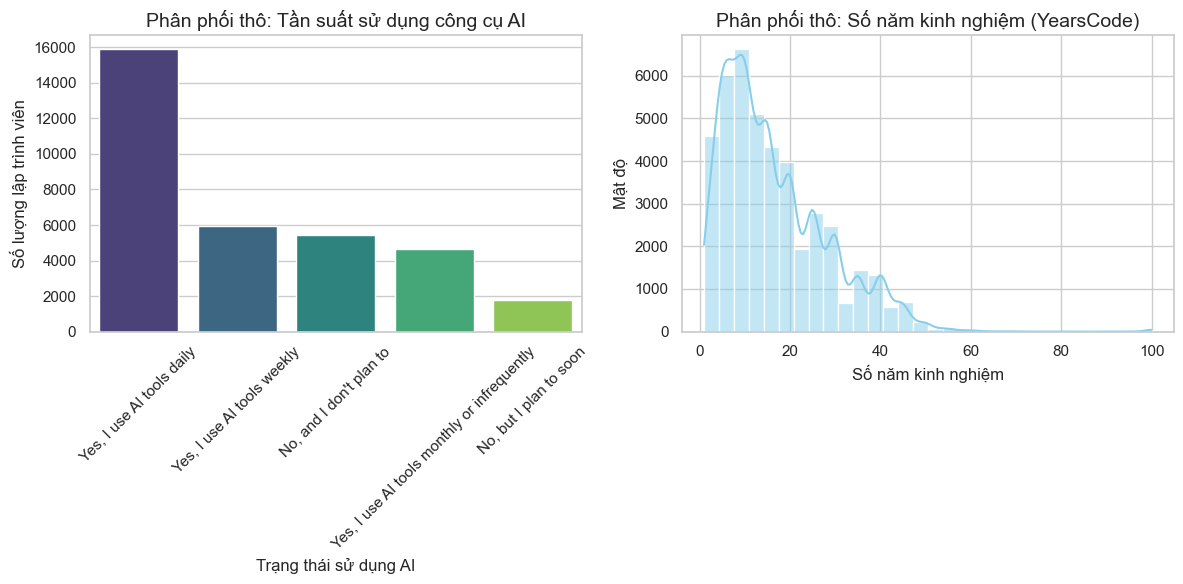 Phân phối thô: Tần suất sử dụng công cụ AI
Số lượng lập trình viên
16000
14000
12000
10000
8000
6000
4000
2000
0
Yes, I use AI tools daily
Yes, I use AI tools weekly
No, and I don't plan to
Yes, I use AI tools monthly or infrequently
No, but I plan to soon
Trạng thái sử dụng AI
Phân phối thô: Số năm kinh nghiệm (YearsCode)
Mật độ
6000
5000
4000
3000
2000
1000
0
0
20
40
60
80
100
Số năm kinh nghiệm